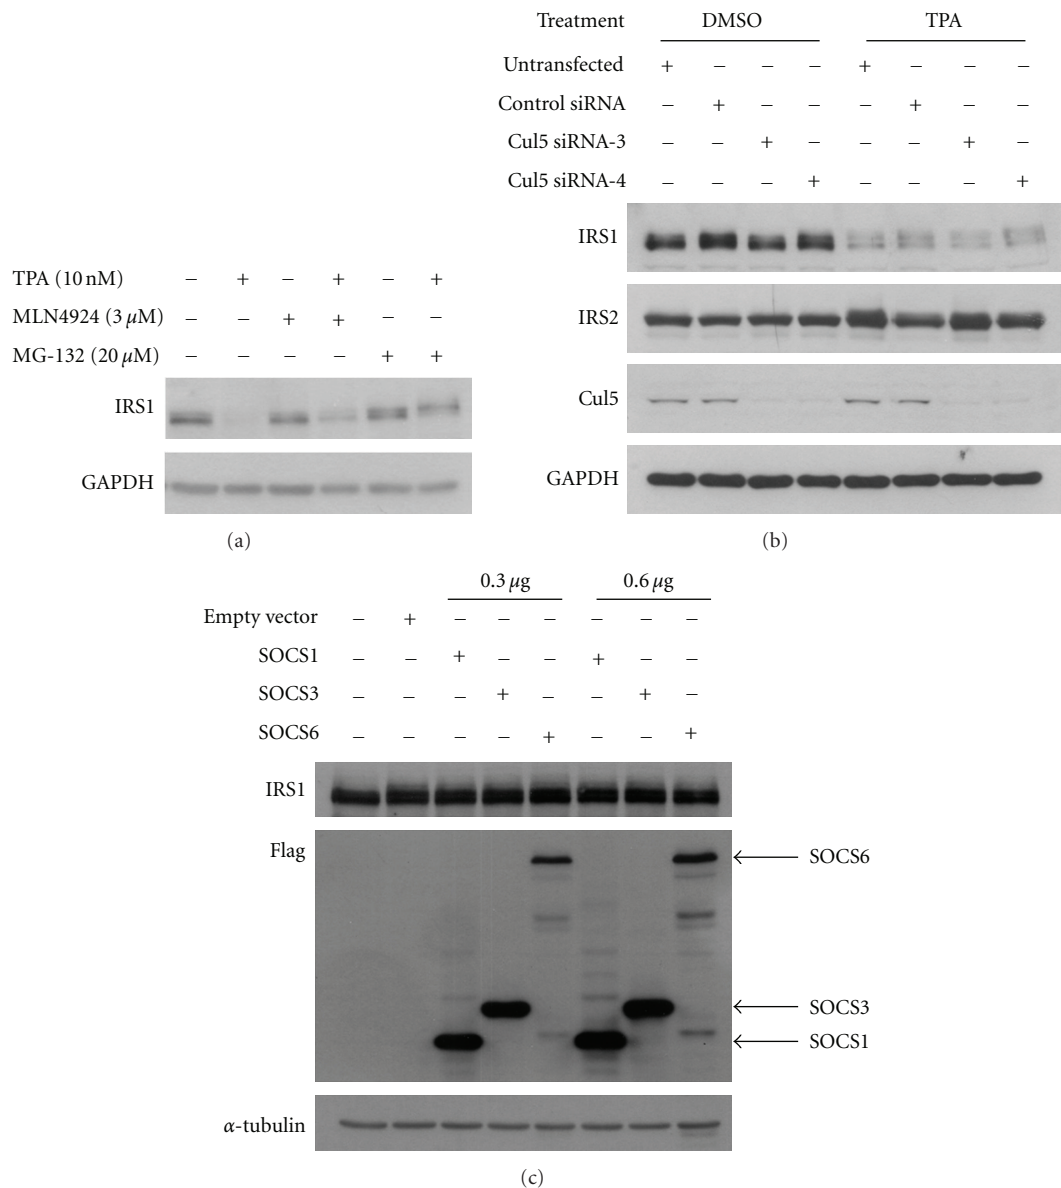 TPA (10 nM) − + − + − +
MLN4924 (3 μM) − − + + − −
MG-132 (20 μM) − − − − + +
IRS1
GAPDH
(a)
Treatment DMSO TPA
Untransfected + − − − + − − −
Control siRNA − + − − − + − −
Cul5 siRNA-3 − − + − − − + −
Cul5 siRNA-4 − − − + − − − +
IRS1
IRS2
Cul5
GAPDH
(b)
0.3 μg 0.6 μg
Empty vector − + − − − − − −
SOCS1 − − + − − + − −
SOCS3 − − − + − − + −
SOCS6 − − − − + − − +
IRS1
Flag
SOCS6
SOCS3
SOCS1
α-tubulin
(c)